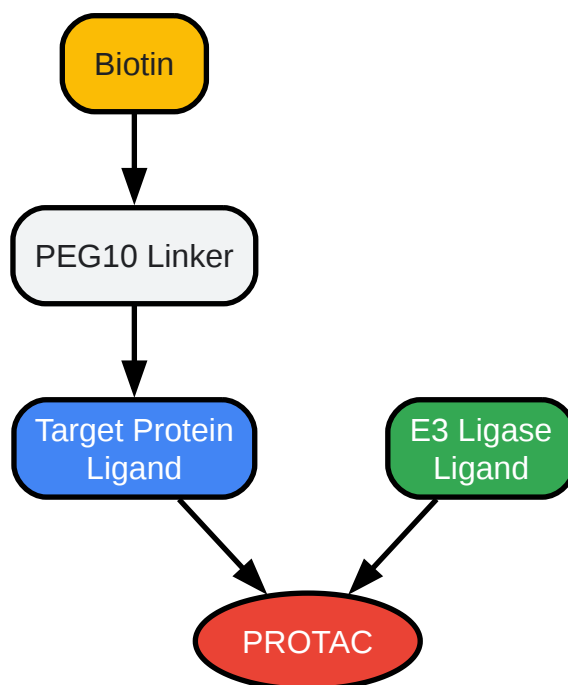 Biotin
PEG10 Linker
Target Protein
Ligand
E3 Ligase
Ligand
PROTAC